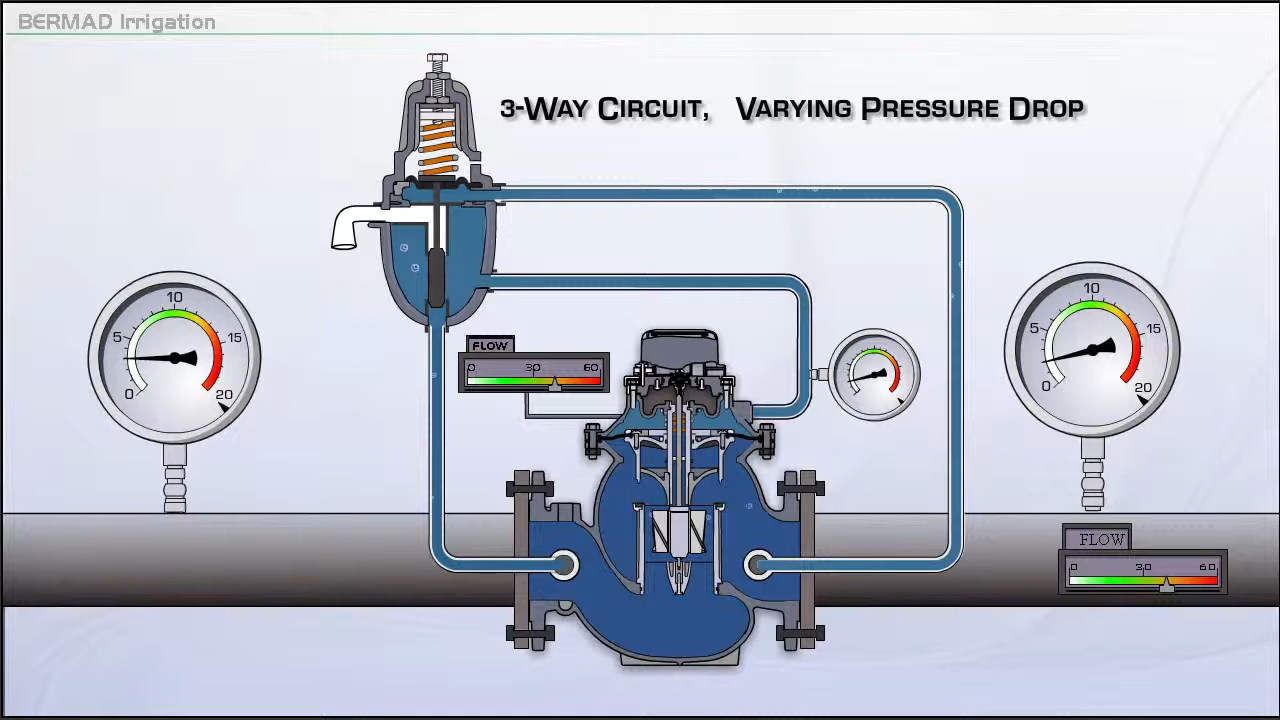 BERMAD Irrigation
3-WAY CIRCUIT, VARYING PRESSURE DROP
0 5 10 15 20
FLOW
0 30 60
0 5 10 15 20
FLOW
0 30 60